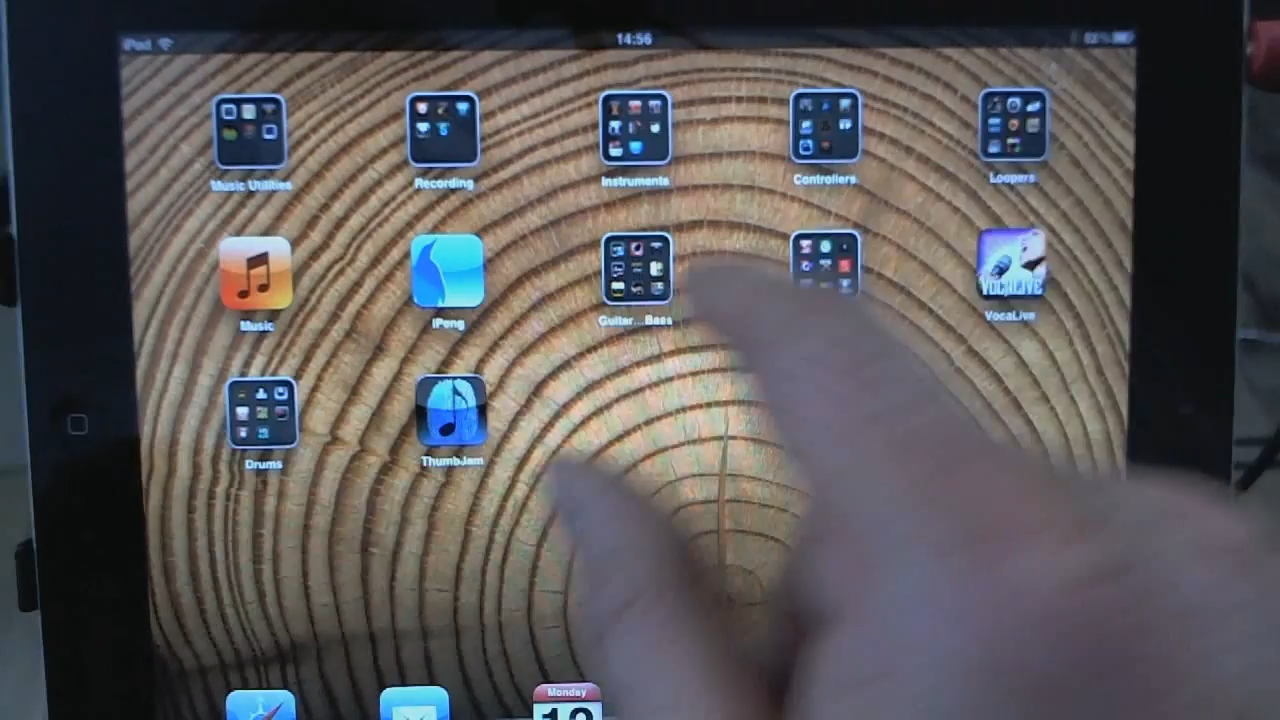 iPad
14:56
Music Utilities
Recording
Instruments
Controllers
Loopers
Music
iPeng
Guitar...Bass
VOCALIVE
VocaLive
Drums
ThumbJam
Monday